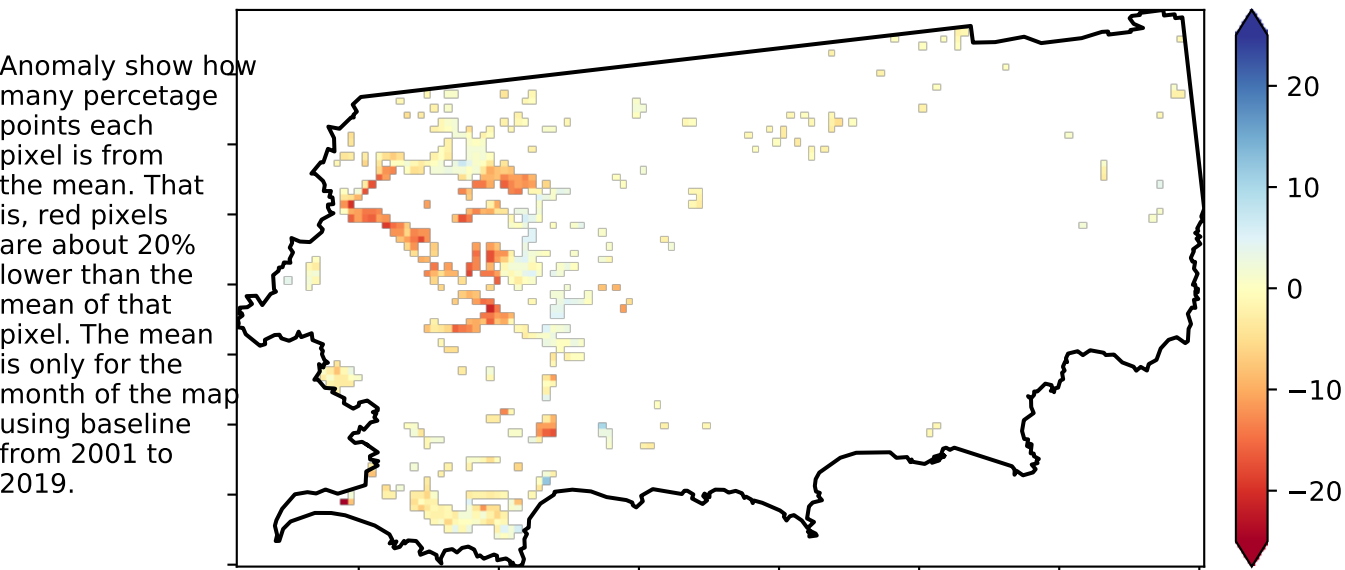 Anomaly show how
many percetage
points each
pixel is from
the mean. That
is, red pixels
are about 20%
lower than the
mean of that
pixel. The mean
is only for the
month of the map
using baseline
from 2001 to
2019.
20
10
0
−10
−20